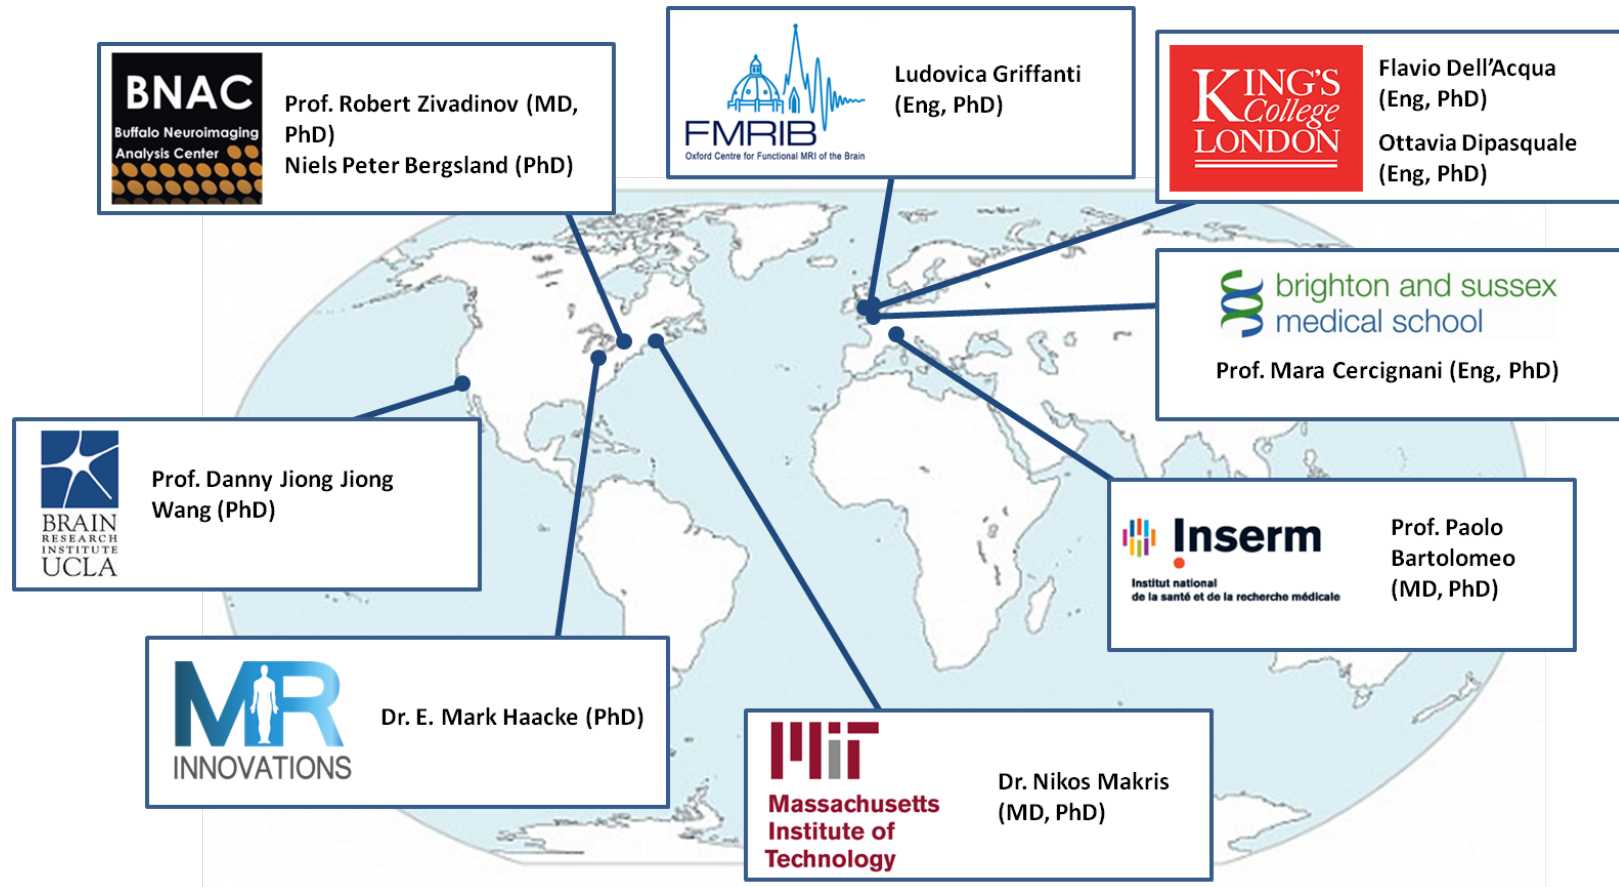 BNAC
Buffalo Neuroimaging
Analysis Center
Prof. Robert Zivadinov (MD,
PhD)
Niels Peter Bergsland (PhD)
FMRIB
Oxford Centre for Functional MRI of the Brain
Ludovica Griffanti
(Eng, PhD)
KING'S
College
LONDON
Flavio Dell’Acqua
(Eng, PhD)
Ottavia Dipasquale
(Eng, PhD)
brighton and sussex
medical school
Prof. Mara Cercignani (Eng, PhD)
BRAIN
RESEARCH
INSTITUTE
UCLA
Prof. Danny Jiong Jiong
Wang (PhD)
Inserm
Institut national
de la santé et de la recherche médicale
Prof. Paolo
Bartolomeo
(MD, PhD)
MR
INNOVATIONS
Dr. E. Mark Haacke (PhD)
MIT
Massachusetts
Institute of
Technology
Dr. Nikos Makris
(MD, PhD)